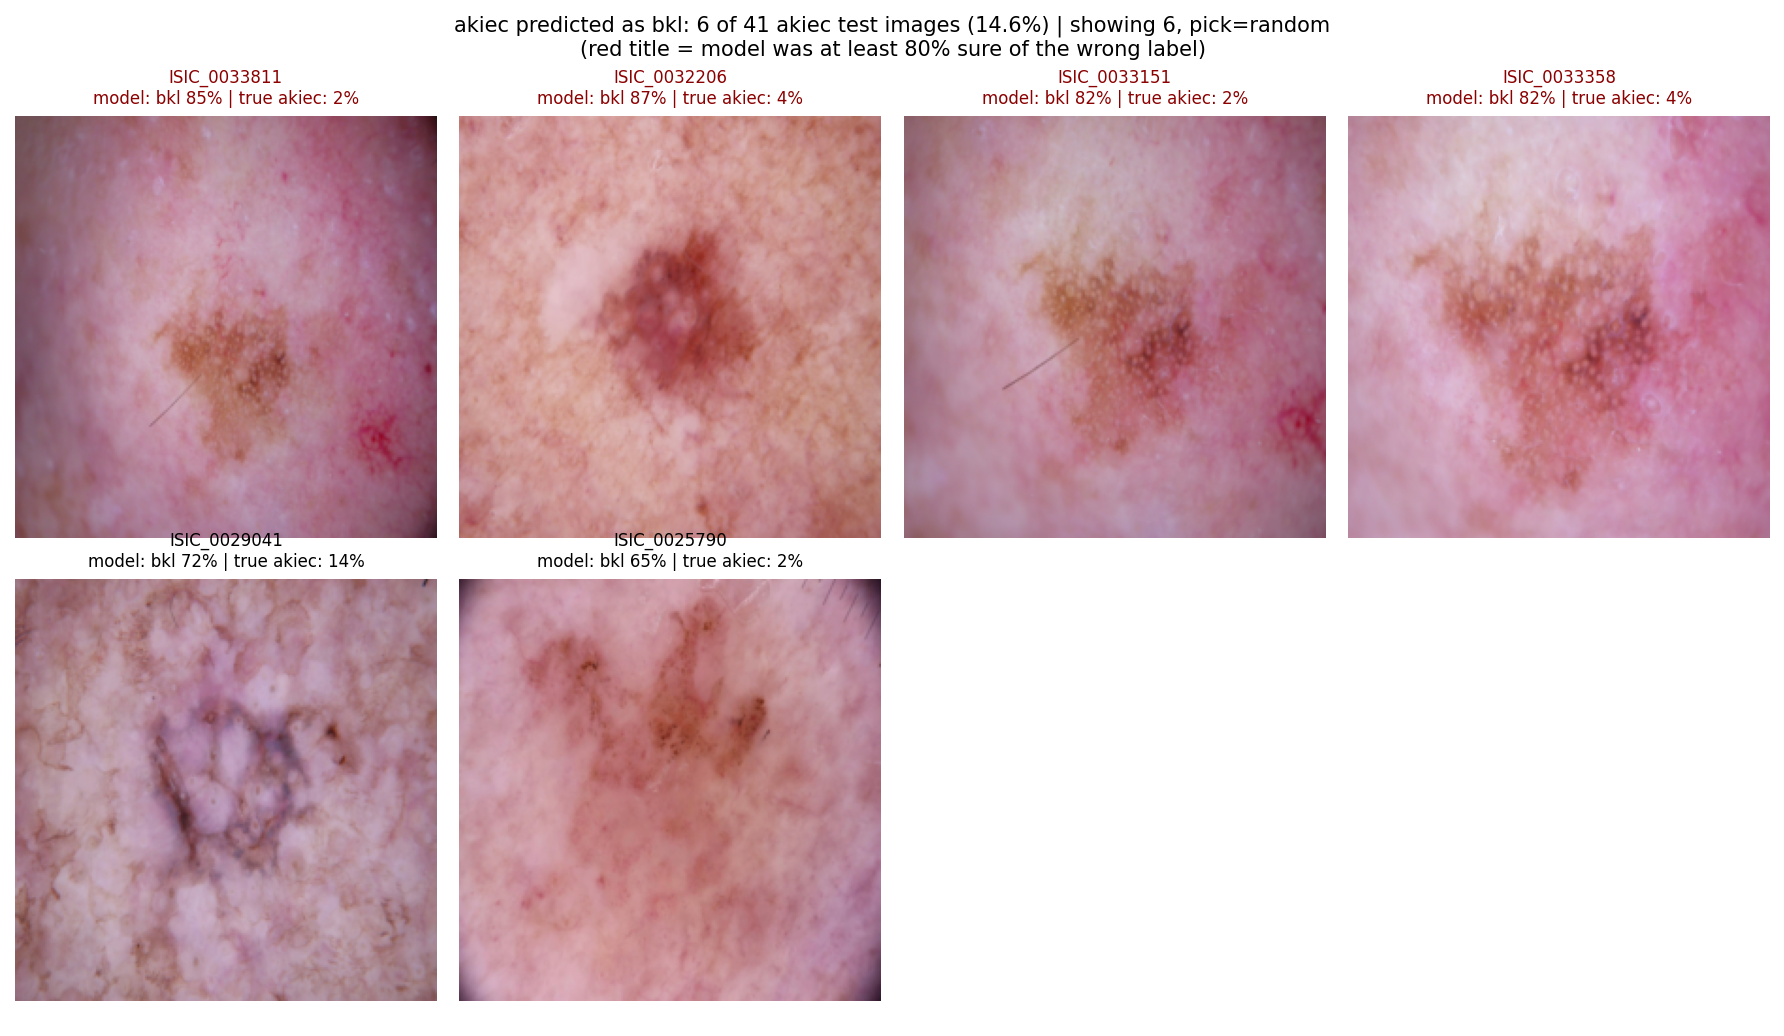 akiec predicted as bkl: 6 of 41 akiec test images (14.6%) | showing 6, pick=random
(red title = model was at least 80% sure of the wrong label)
ISIC_0033811
model: bkl 85% | true akiec: 2%
ISIC_0032206
model: bkl 87% | true akiec: 4%
ISIC_0033151
model: bkl 82% | true akiec: 2%
ISIC_0033358
model: bkl 82% | true akiec: 4%
ISIC_0029041
model: bkl 72% | true akiec: 14%
ISIC_0025790
model: bkl 65% | true akiec: 2%